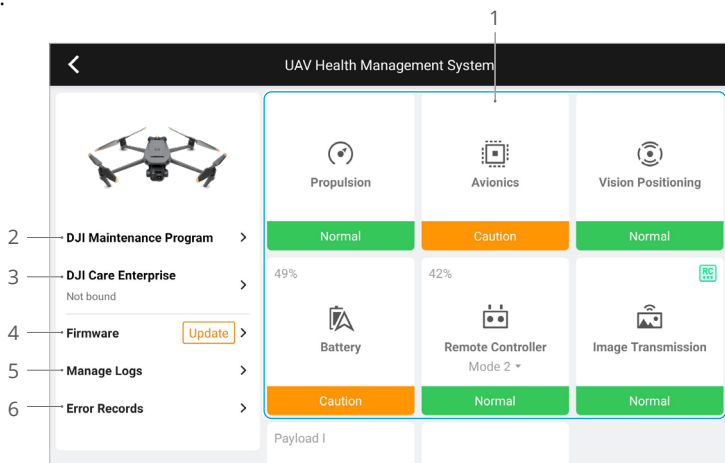 .
1
UAV Health Management System
Propulsion
Normal
Avionics
Caution
Vision Positioning
Normal
2
DJI Maintenance Program
3
DJI Care Enterprise
Not bound
4
Firmware
Update
5
Manage Logs
6
Error Records
49%
Battery
Caution
42%
Remote Controller
Mode 2
Normal
RC
Image Transmission
Normal
Payload I